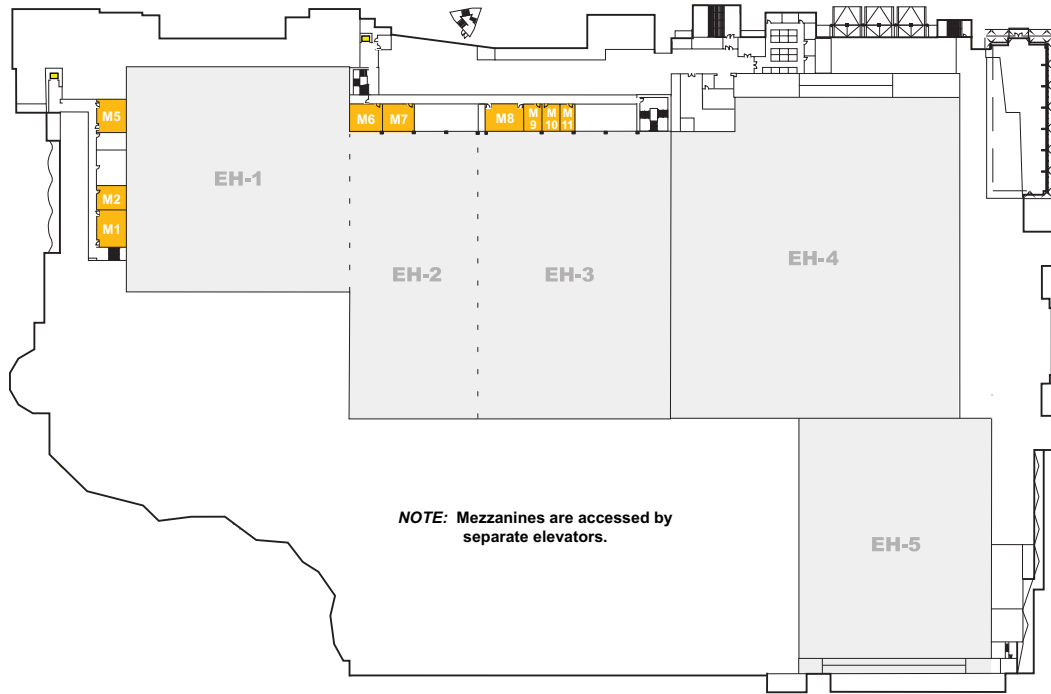 M5
M6
M7
M8
M
9
M
10
M
11
EH-1
M2
M1
EH-2
EH-3
EH-4
NOTE: Mezzanines are accessed by
separate elevators.
EH-5